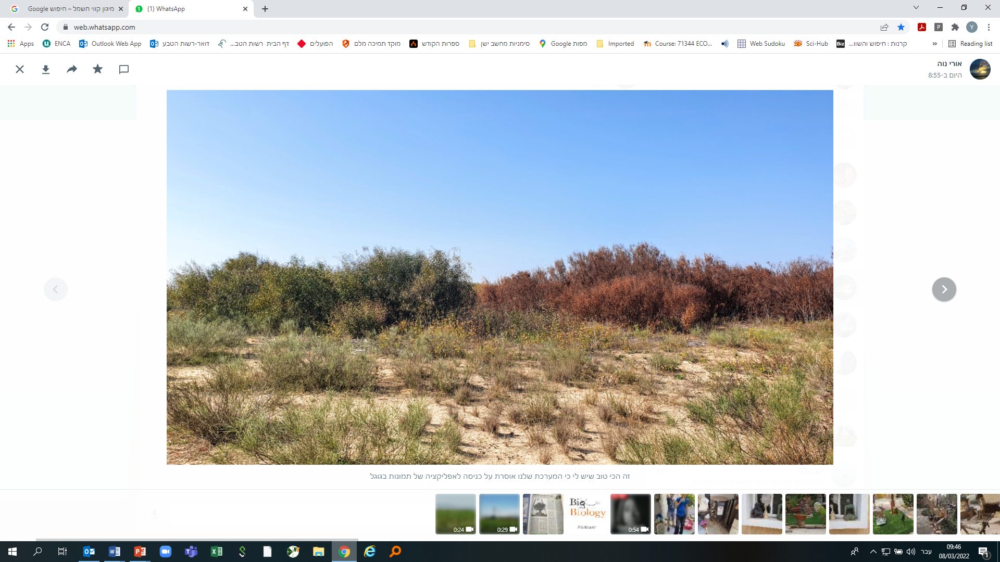 מיגון קווי חשמל – חיפוש Google
(1) WhatsApp
web.whatsapp.com
Apps
ENCA
Outlook Web App
דואר-רשות הטבע
דף הבית רשות הטב...
הפועלים
מוקד תמיכה מלם
ספרות הקודש
סימניות מחשב ישן
מפות Google
Imported
Course: 71344 ECO...
Web Sudoku
Sci-Hub
Biz
קרנות : חיפוש והשוו...
»
Reading list
אורי נוה
היום ב-8:55
זה הכי טוב שיש לי כי המערכת שלנו אוסרת על כניסה לאפליקציה של תמונות בגוגל
0:24
0:29
Big Biology
Podcast
0:54
עבר
09:46
08/03/2022
1